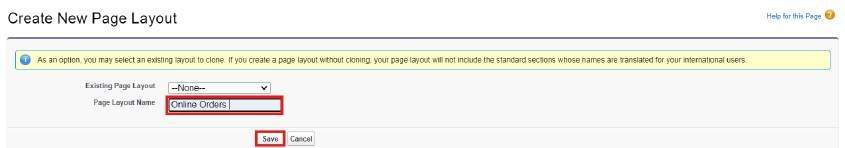 Create New Page Layout
Help for this Page ?
i As an option, you may select an existing layout to clone. If you create a page layout without cloning, your page layout will not include the standard sections whose names are translated for your international users.
Existing Page Layout --None--
Page Layout Name Online Orders
Save Cancel